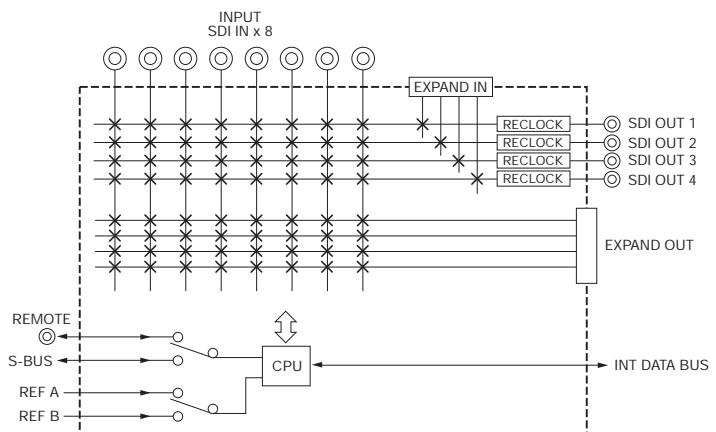 INPUT
SDI IN x 8
EXPAND IN
RECLOCK
SDI OUT 1
RECLOCK
SDI OUT 2
RECLOCK
SDI OUT 3
RECLOCK
SDI OUT 4
EXPAND OUT
REMOTE
S-BUS
CPU
INT DATA BUS
REF A
REF B